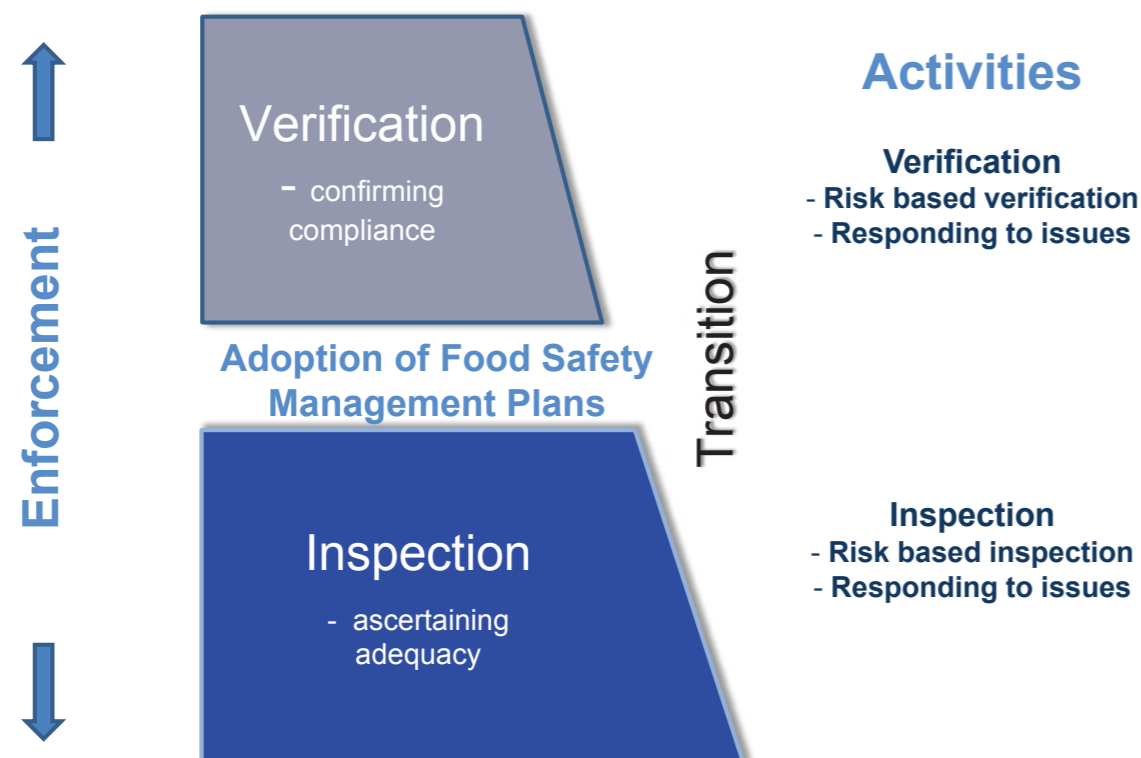 Enforcement
Verification
- confirming
compliance
Adoption of Food Safety
Management Plans
Inspection
- ascertaining
adequacy
Transition
Activities
Verification
- Risk based verification
- Responding to issues
Inspection
- Risk based inspection
- Responding to issues